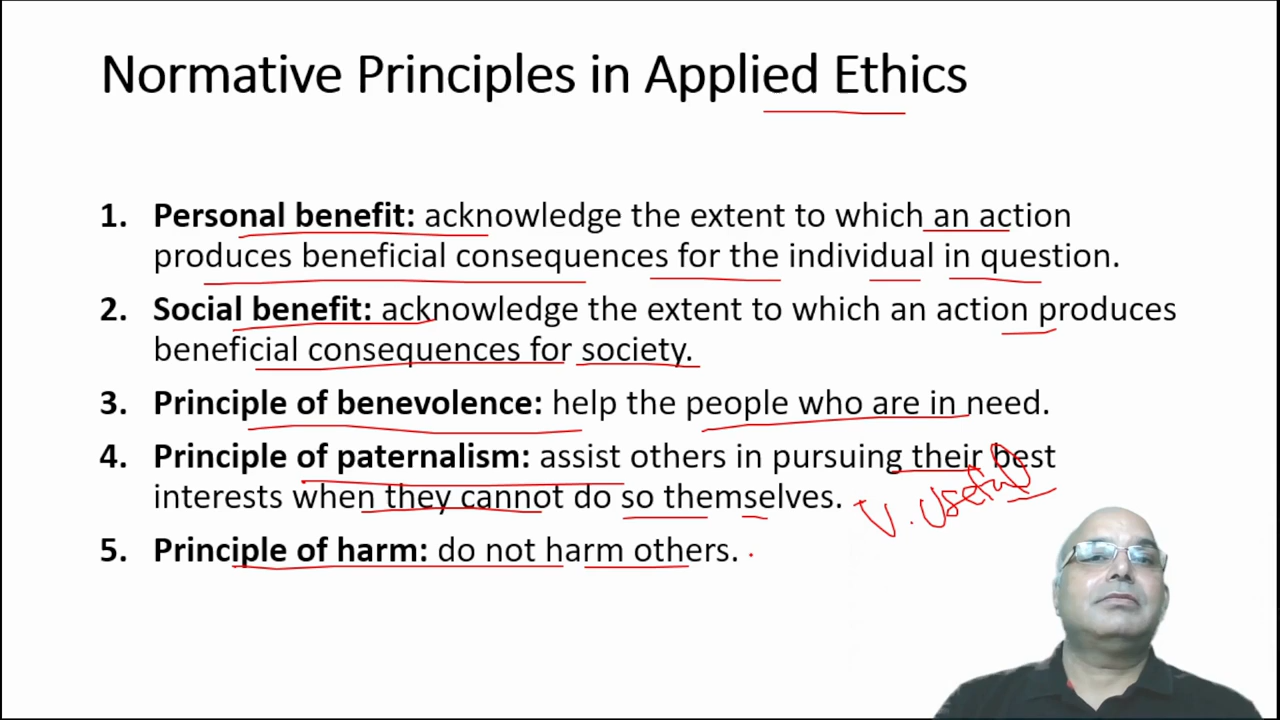 Normative Principles in Applied Ethics
1. Personal benefit: acknowledge the extent to which an action
produces beneficial consequences for the individual in question.
2. Social benefit: acknowledge the extent to which an action produces
beneficial consequences for society.
3. Principle of benevolence: help the people who are in need.
4. Principle of paternalism: assist others in pursuing their best
interests when they cannot do so themselves.
V. Useful
5. Principle of harm: do not harm others.